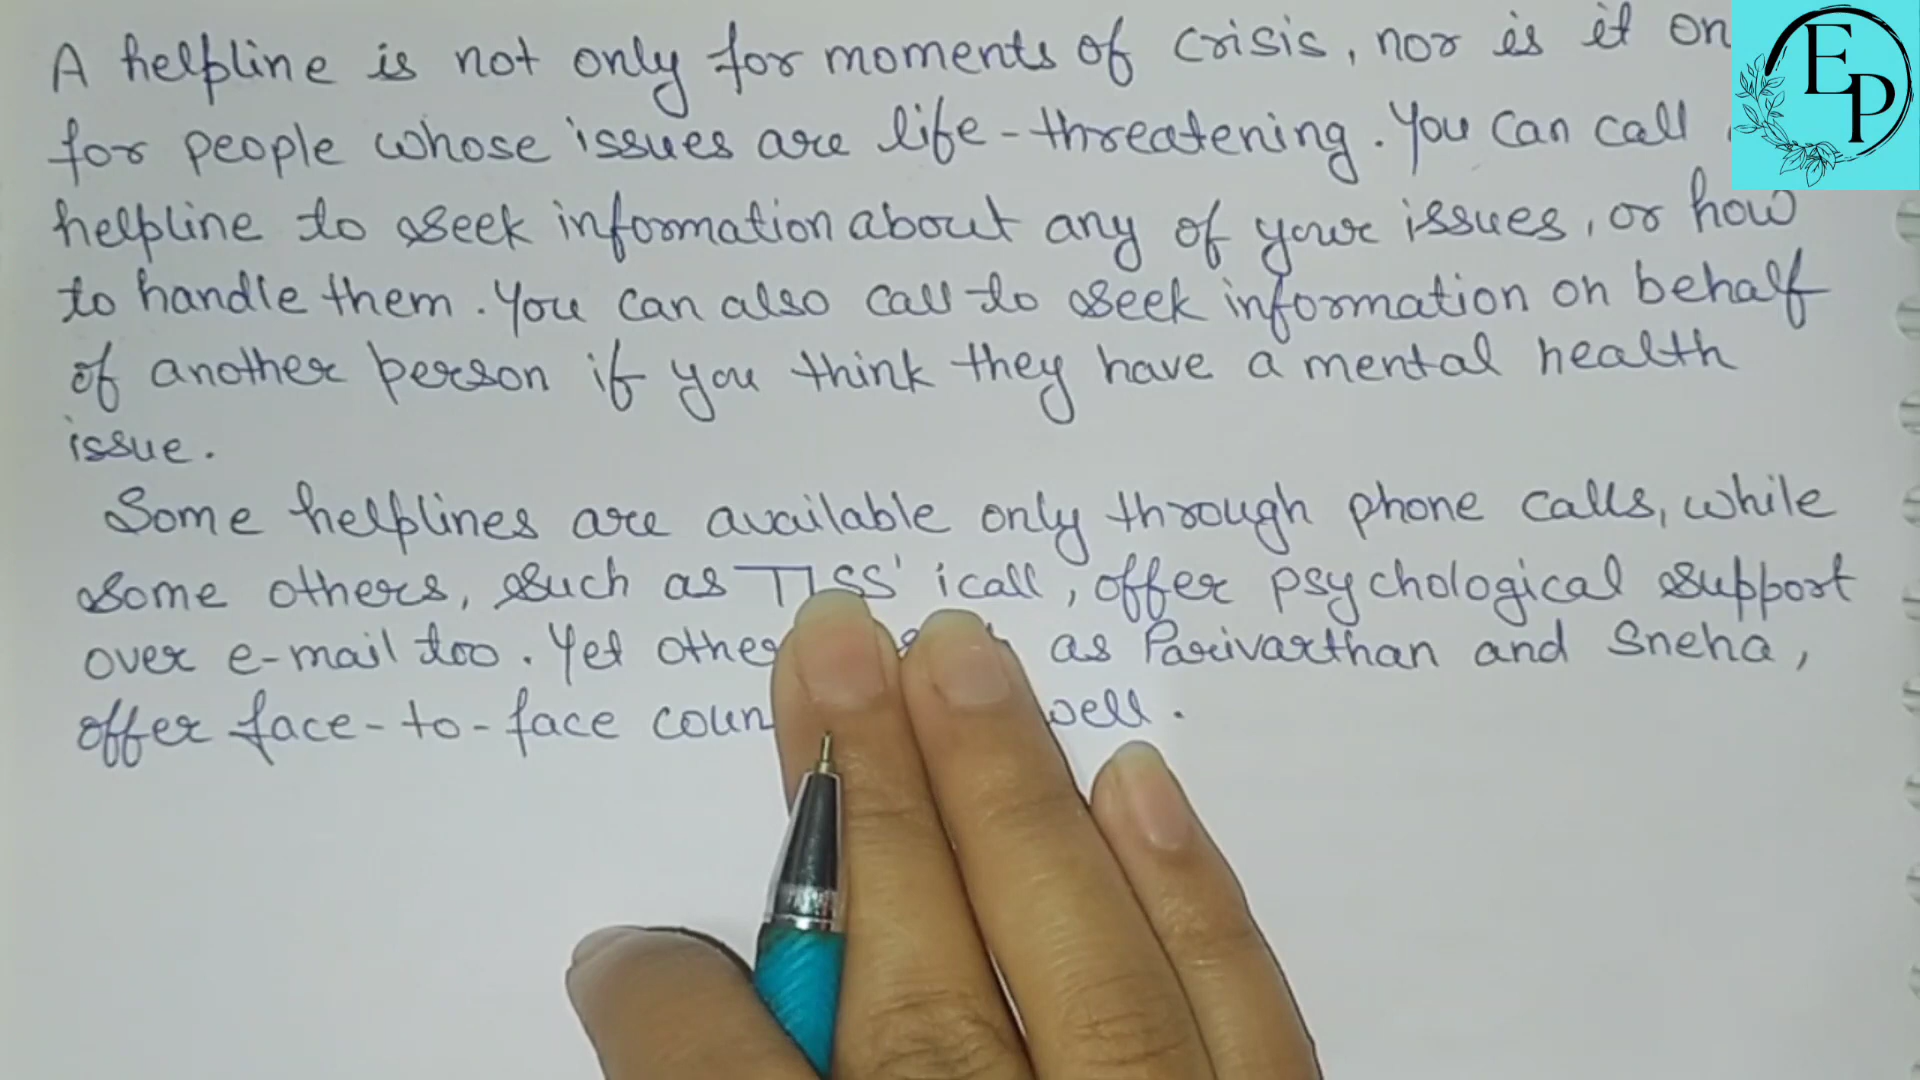 A helpline is not only for moments of crisis, nor is it
EP
for people whose issues are life-threatening. You can call
helpline to seek information about any of your issues, or how
to handle them. You can also call to seek information on behalf
of another person if you think they have a mental health
issue.
Some helplines are available only through phone calls, while
some others, such as TISS' icall, offer psychological support
over e-mail too. Yet as Parivarthan and Sneha,
offer face-to-face well.